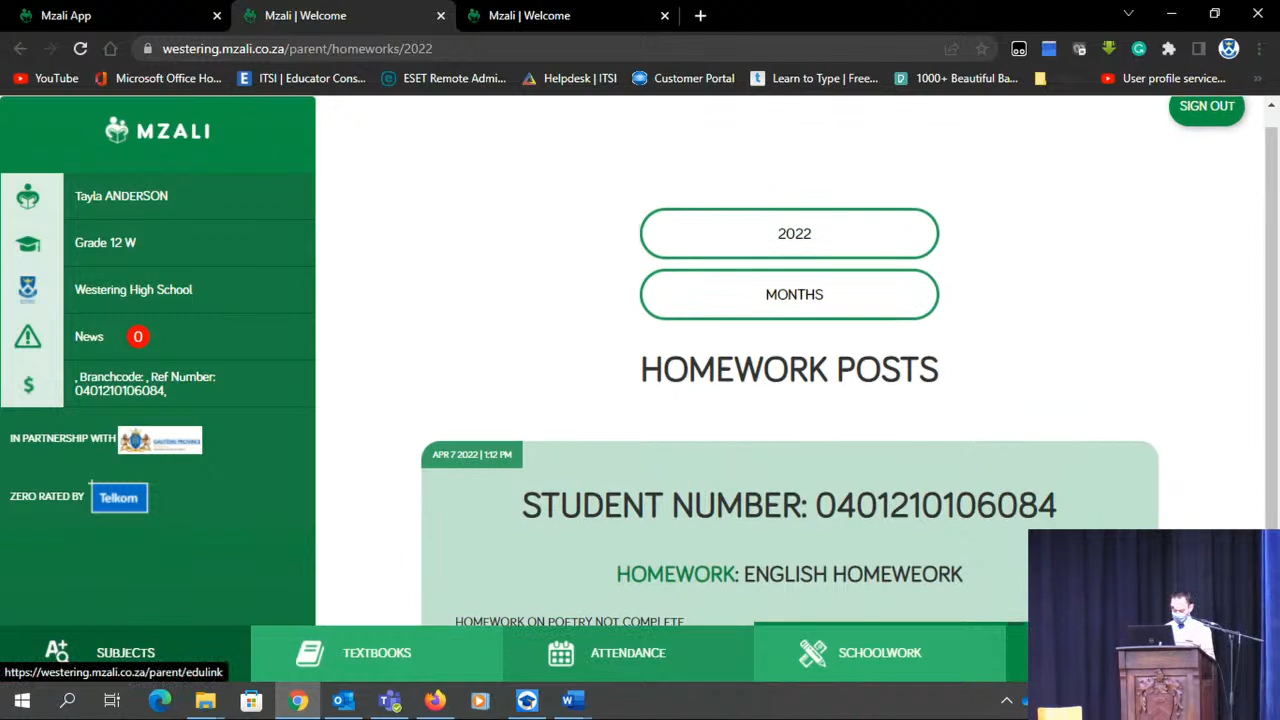 Mzali App
Mzali | Welcome
Mzali | Welcome
westering.mzali.co.za/parent/homeworks/2022
YouTube
Microsoft Office Ho...
ITSI | Educator Cons...
ESET Remote Admi...
Helpdesk | ITSI
Customer Portal
Learn to Type | Free...
1000+ Beautiful Ba...
User profile service...
MZALI
SIGN OUT
Tayla ANDERSON
Grade 12 W
Westering High School
News 0
, Branchcode: , Ref Number:
0401210106084,
IN PARTNERSHIP WITH
ZERO RATED BY Telkom
2022
MONTHS
HOMEWORK POSTS
APR 7 2022 | 1:12 PM
STUDENT NUMBER: 0401210106084
HOMEWORK: ENGLISH HOMEWEORK
HOMEWORK ON POETRY NOT COMPLETE
SUBJECTS
TEXTBOOKS
ATTENDANCE
SCHOOLWORK
https://westering.mzali.co.za/parent/edulink